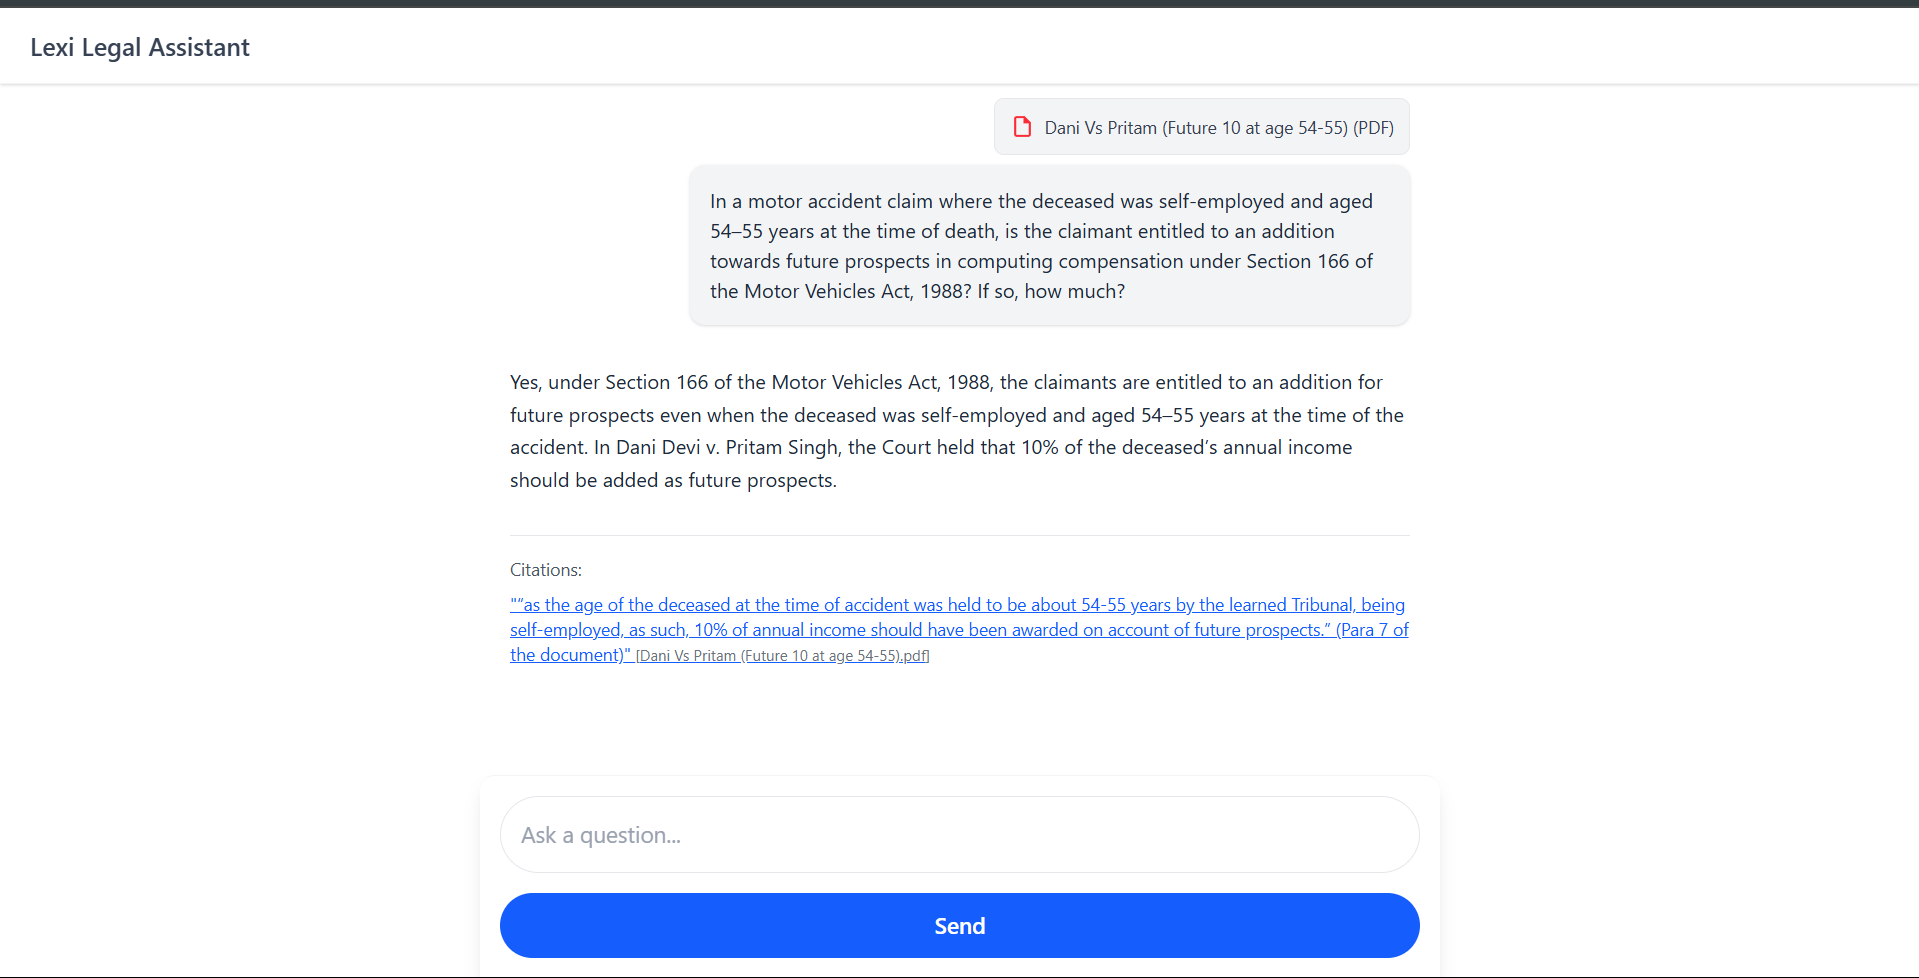 Lexi Legal Assistant
Dani Vs Pritam (Future 10 at age 54-55) (PDF)
In a motor accident claim where the deceased was self-employed and aged
54–55 years at the time of death, is the claimant entitled to an addition
towards future prospects in computing compensation under Section 166 of
the Motor Vehicles Act, 1988? If so, how much?
Yes, under Section 166 of the Motor Vehicles Act, 1988, the claimants are entitled to an addition for
future prospects even when the deceased was self-employed and aged 54–55 years at the time of the
accident. In Dani Devi v. Pritam Singh, the Court held that 10% of the deceased’s annual income
should be added as future prospects.
Citations:
"“as the age of the deceased at the time of accident was held to be about 54-55 years by the learned Tribunal, being
self-employed, as such, 10% of annual income should have been awarded on account of future prospects.” (Para 7 of
the document)" [Dani Vs Pritam (Future 10 at age 54-55).pdf]
Ask a question...
Send